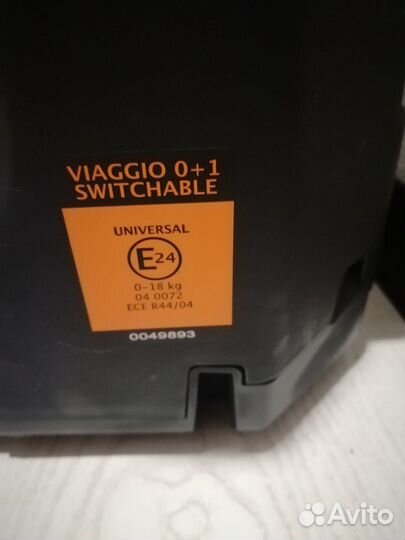 VIAGGIO 0+1
SWITCHABLE
UNIVERSAL
E24
0-18 kg
04 0072
ECE R44/04
0049893
Avito